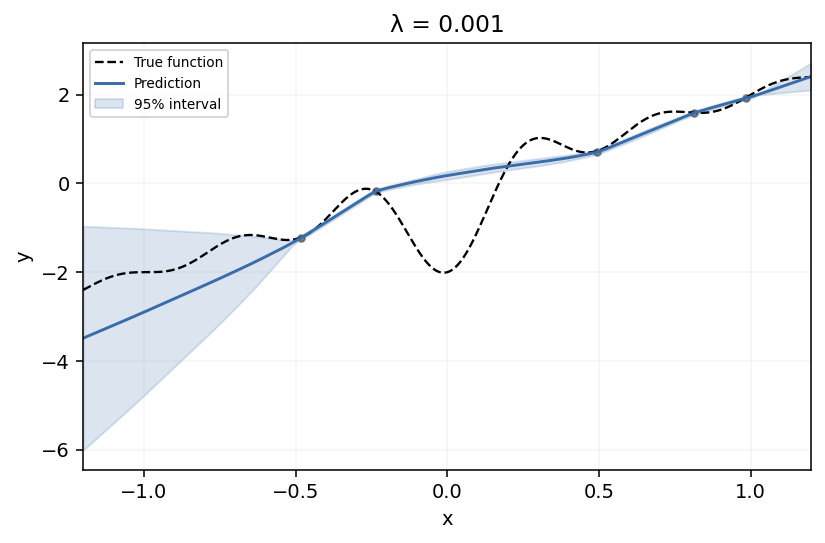 λ = 0.001
True function
Prediction
95% interval
y
2
0
−2
−4
−6
−1.0
−0.5
0.0
0.5
1.0
x